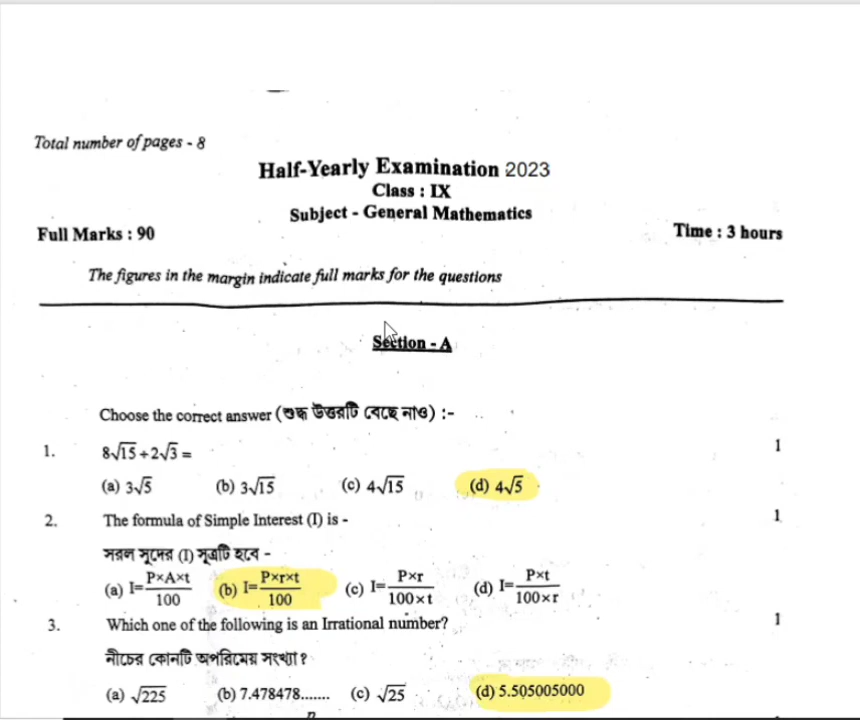 Total number of pages - 8
Half-Yearly Examination 2023
Class : IX
Subject - General Mathematics
Full Marks : 90 Time : 3 hours
The figures in the margin indicate full marks for the questions
Section - A
Choose the correct answer (শুদ্ধ উত্তৰটি বেছে নাও) :-
1. 8√15 ÷ 2√3 = 1
(a) 3√5 (b) 3√15 (c) 4√15 (d) 4√5
2. The formula of Simple Interest (I) is - 1
সরল সূদের (I) সূত্রটি হবে -
(a) I=P×A×t/100 (b) I=P×r×t/100 (c) I=P×r/100×t (d) I=P×t/100×r
3. Which one of the following is an Irrational number? 1
নীচের কোনটি অপরিমেয় সংখ্যা ?
(a) √225 (b) 7.478478....... (c) √25 (d) 5.505005000